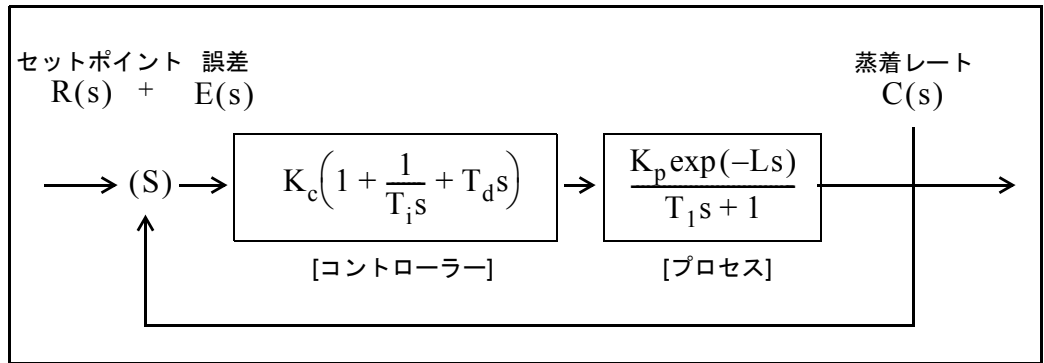 セットポイント 誤差 蒸着レート
R(s) + E(s) C(s)
(S) K_c(1 + 1/(T_i s) + T_d s) K_p exp(–Ls)/(T_1 s + 1)
[コントローラー] [プロセス]